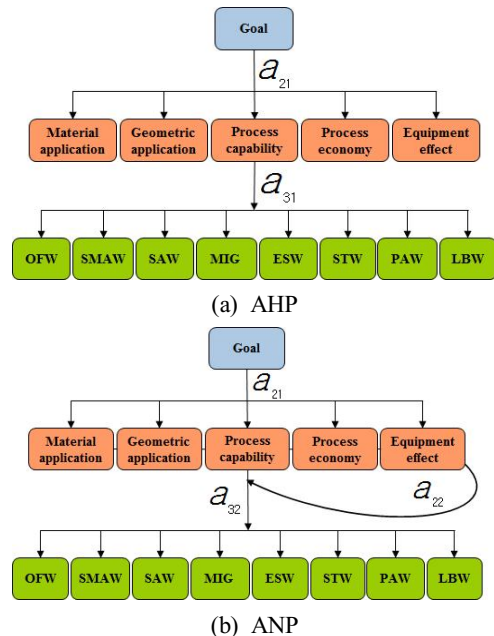 Goal
a21
Material application
Geometric application
Process capability
Process economy
Equipment effect
a31
OFW SMAW SAW MIG ESW STW PAW LBW
(a) AHP
Goal
a21
Material application
Geometric application
Process capability
Process economy
Equipment effect
a32
a22
OFW SMAW SAW MIG ESW STW PAW LBW
(b) ANP